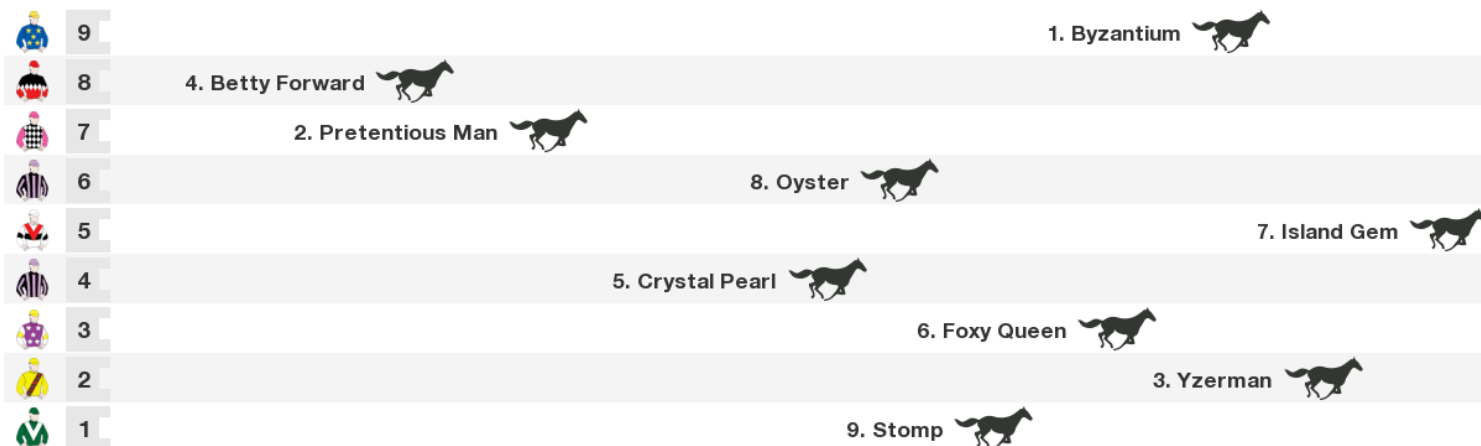 9 1. Byzantium
8 4. Betty Forward
7 2. Pretentious Man
6 8. Oyster
5 7. Island Gem
4 5. Crystal Pearl
3 6. Foxy Queen
2 3. Yzerman
1 9. Stomp